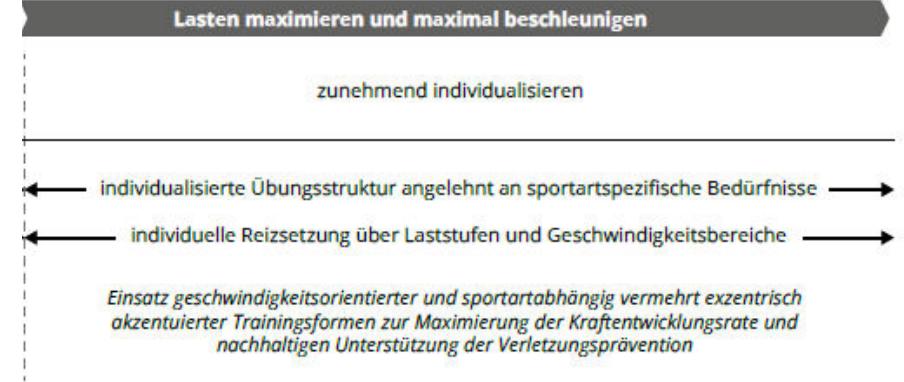 Lasten maximieren und maximal beschleunigen
zunehmend individualisieren
individualisierte Übungsstruktur angelehnt an sportartspezifische Bedürfnisse
individuelle Reizsetzung über Laststufen und Geschwindigkeitsbereiche
Einsatz geschwindigkeitsorientierter und sportartabhängig vermehrt exzentrisch
akzentuierter Trainingsformen zur Maximierung der Kraftentwicklungsrate und
nachhaltigen Unterstützung der Verletzungsprävention